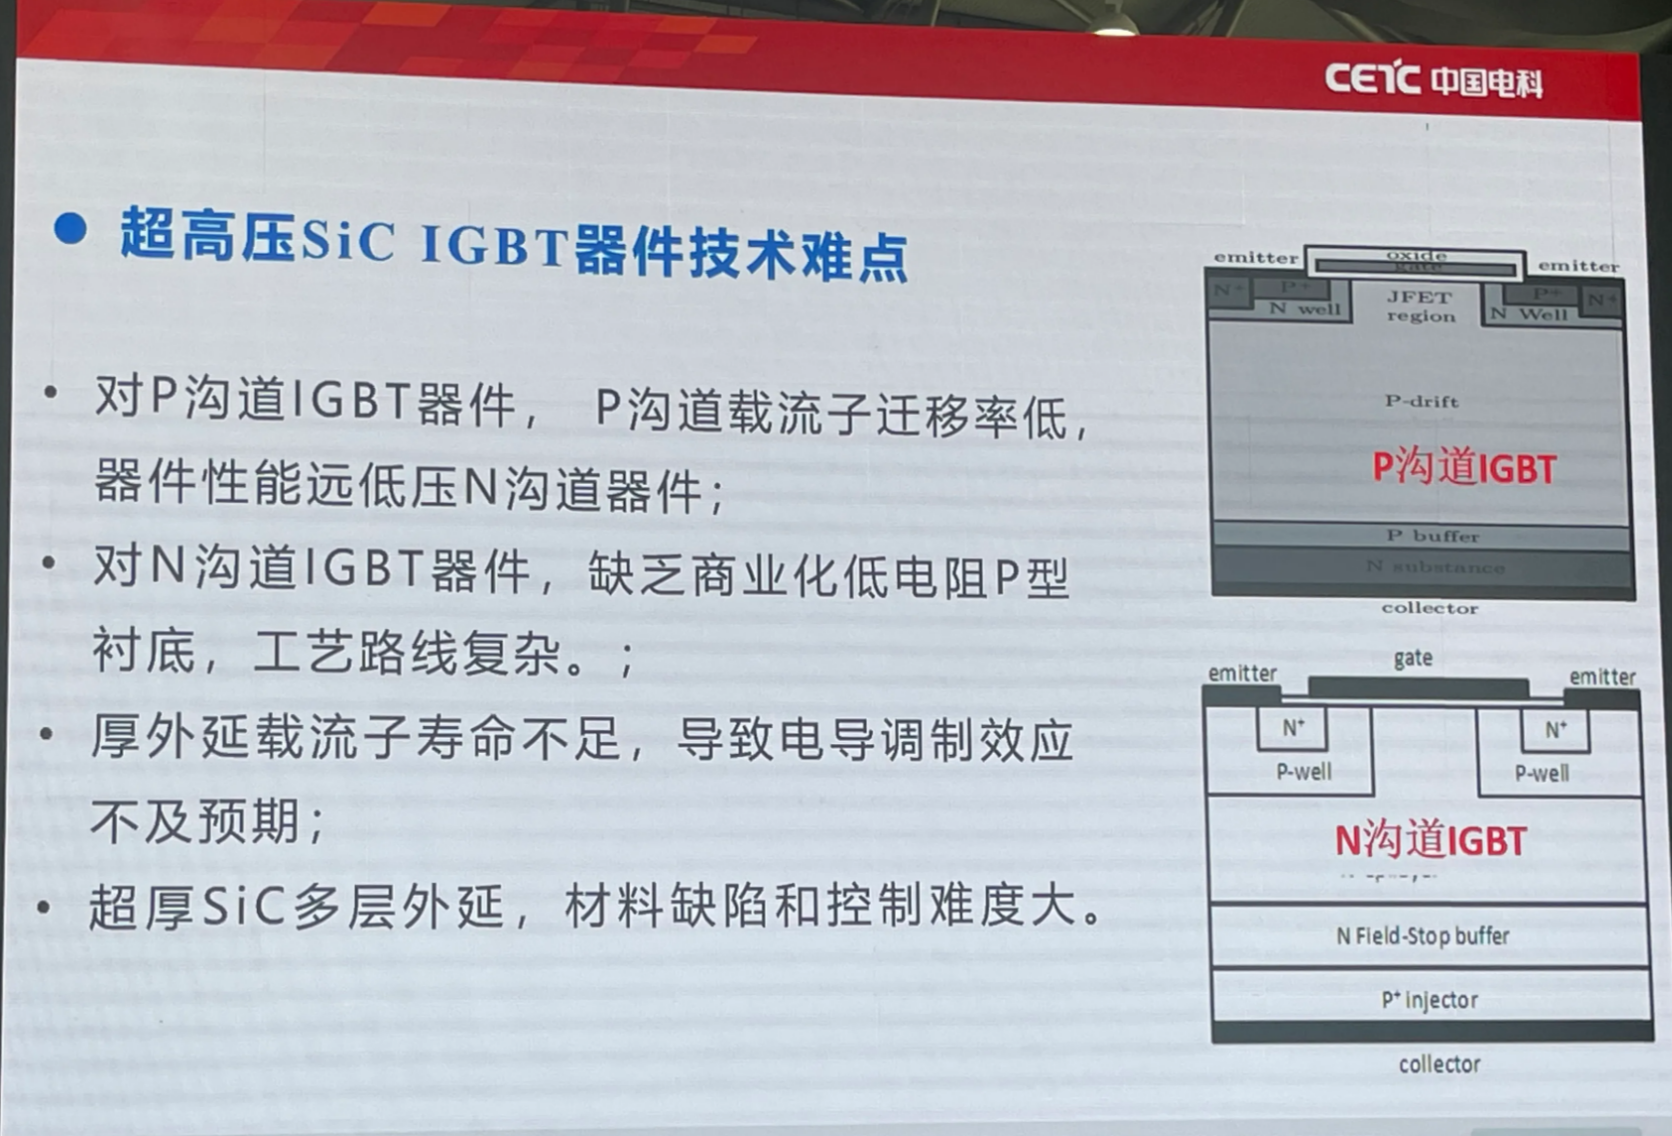 CETC 中国电科
超高压SiC IGBT器件技术难点
• 对P沟道IGBT器件， P沟道载流子迁移率低，
器件性能远低压N沟道器件；
• 对N沟道IGBT器件，缺乏商业化低电阻P型
衬底，工艺路线复杂。；
• 厚外延载流子寿命不足，导致电导调制效应
不及预期；
• 超厚SiC多层外延，材料缺陷和控制难度大。
emitter
oxide
gate
emitter
N+
P+
N well
JFET
region
P+
N+
N Well
P-drift
P沟道IGBT
P buffer
N substance
collector
gate
emitter
emitter
N+
N+
P-well
P-well
N沟道IGBT
N Field-Stop buffer
P+ injector
collector